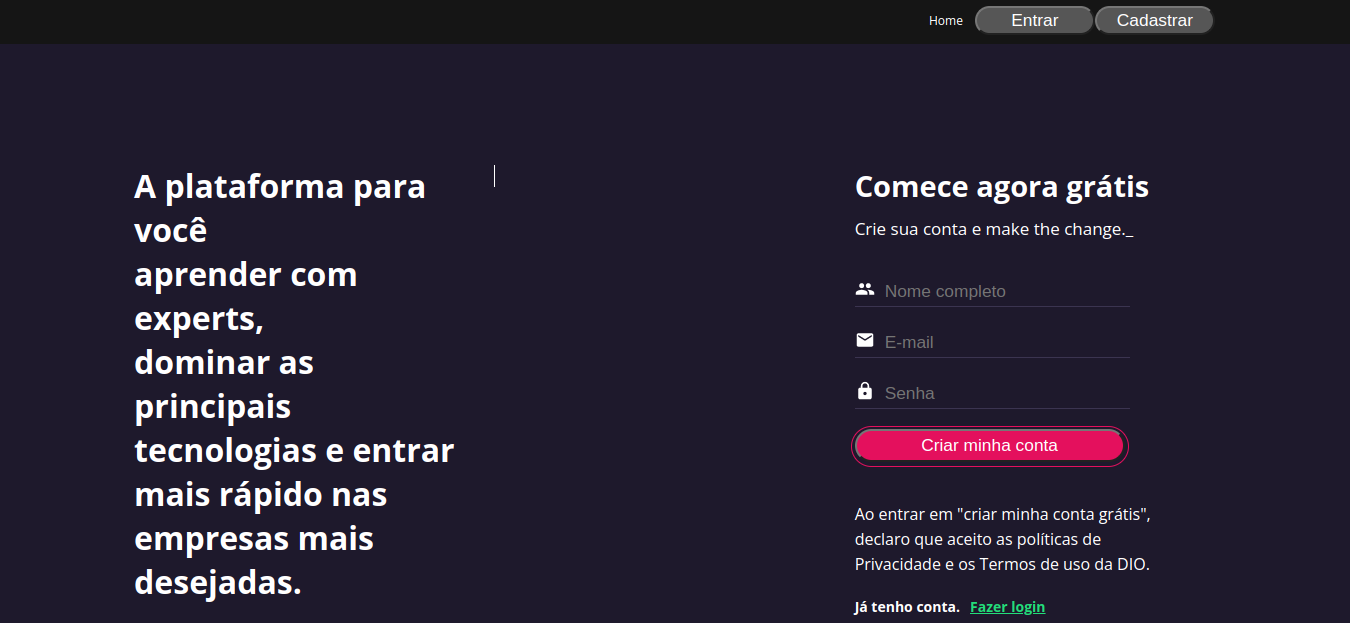 Home
Entrar
Cadastrar
A plataforma para
você
aprender com
experts,
dominar as
principais
tecnologias e entrar
mais rápido nas
empresas mais
desejadas.
Comece agora grátis
Crie sua conta e make the change._
Nome completo
E-mail
Senha
Criar minha conta
Ao entrar em "criar minha conta grátis",
declaro que aceito as políticas de
Privacidade e os Termos de uso da DIO.
Já tenho conta. Fazer login